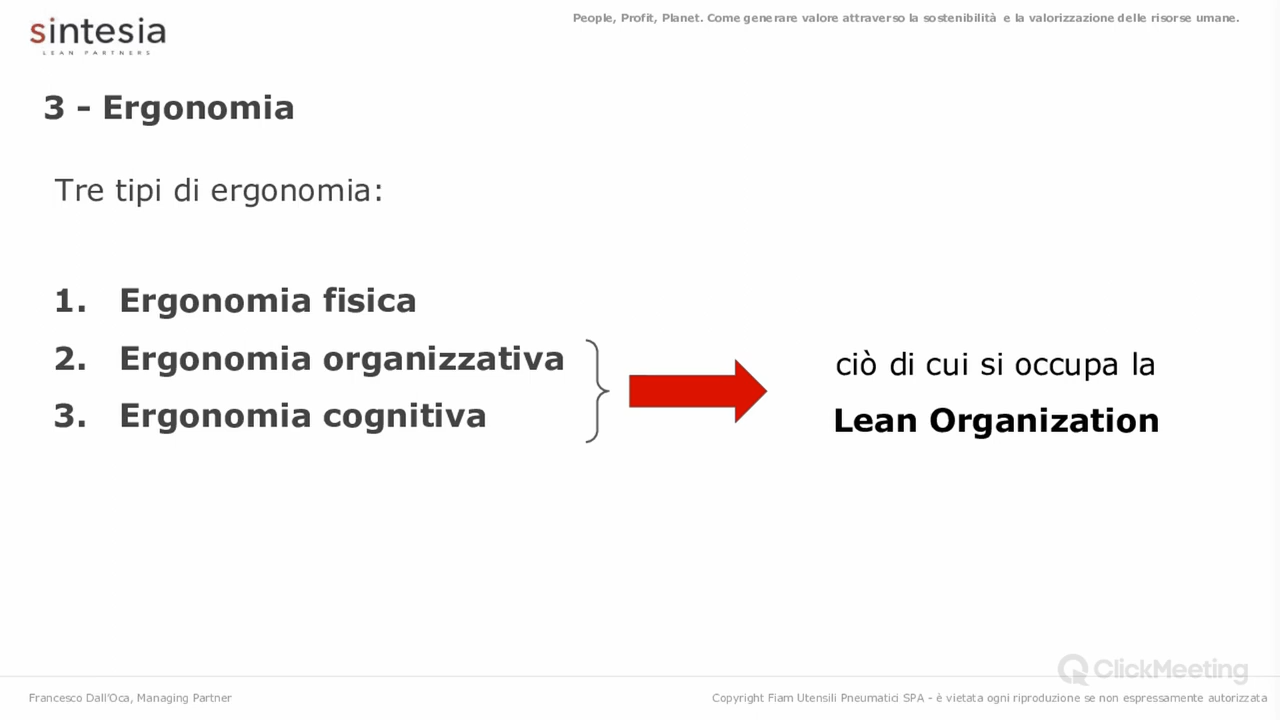 sintesia
LEAN PARTNERS
People, Profit, Planet. Come generare valore attraverso la sostenibilità e la valorizzazione delle risorse umane.
3 - Ergonomia
Tre tipi di ergonomia:
1. Ergonomia fisica
2. Ergonomia organizzativa
3. Ergonomia cognitiva
ciò di cui si occupa la
Lean Organization
ClickMeeting
Francesco Dall'Oca, Managing Partner
Copyright Fiam Utensili Pneumatici SPA - è vietata ogni riproduzione se non espressamente autorizzata